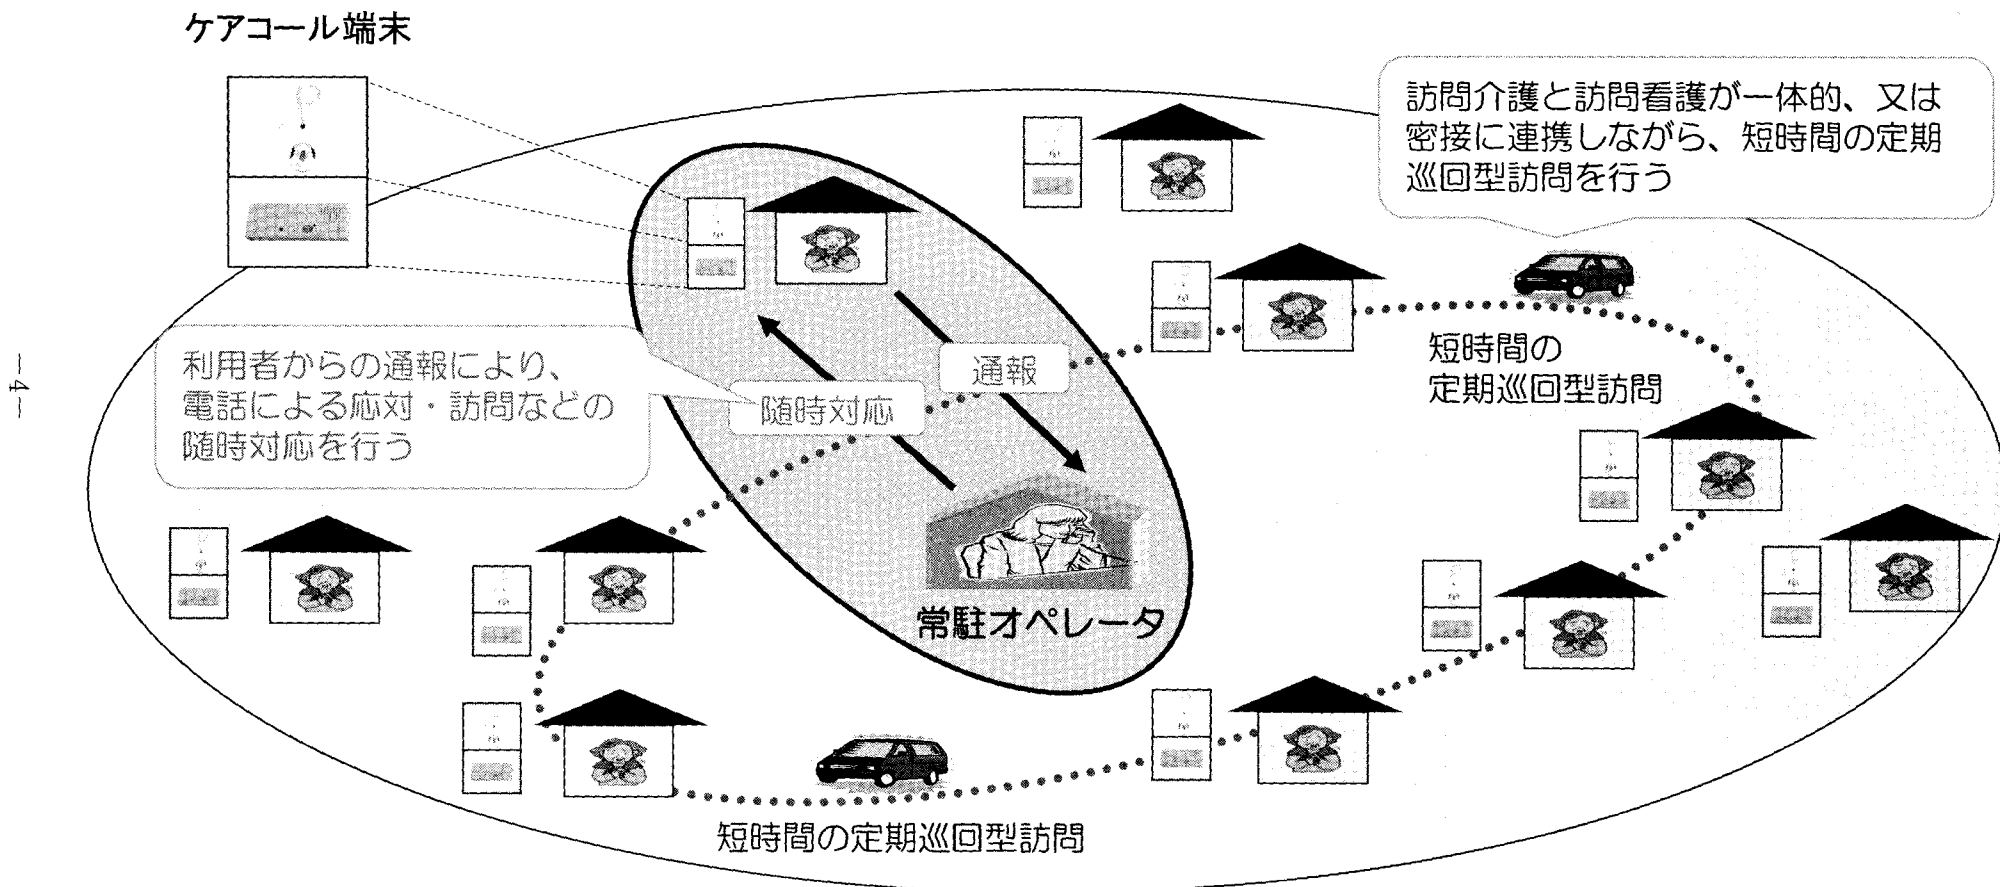 ケアコール端末
訪問介護と訪問看護が一体的、又は
密接に連携しながら、短時間の定期
巡回型訪問を行う
利用者からの通報により、
電話による応対・訪問などの
随時対応を行う
通報
随時対応
短時間の
定期巡回型訪問
常駐オペレータ
短時間の定期巡回型訪問
－4－